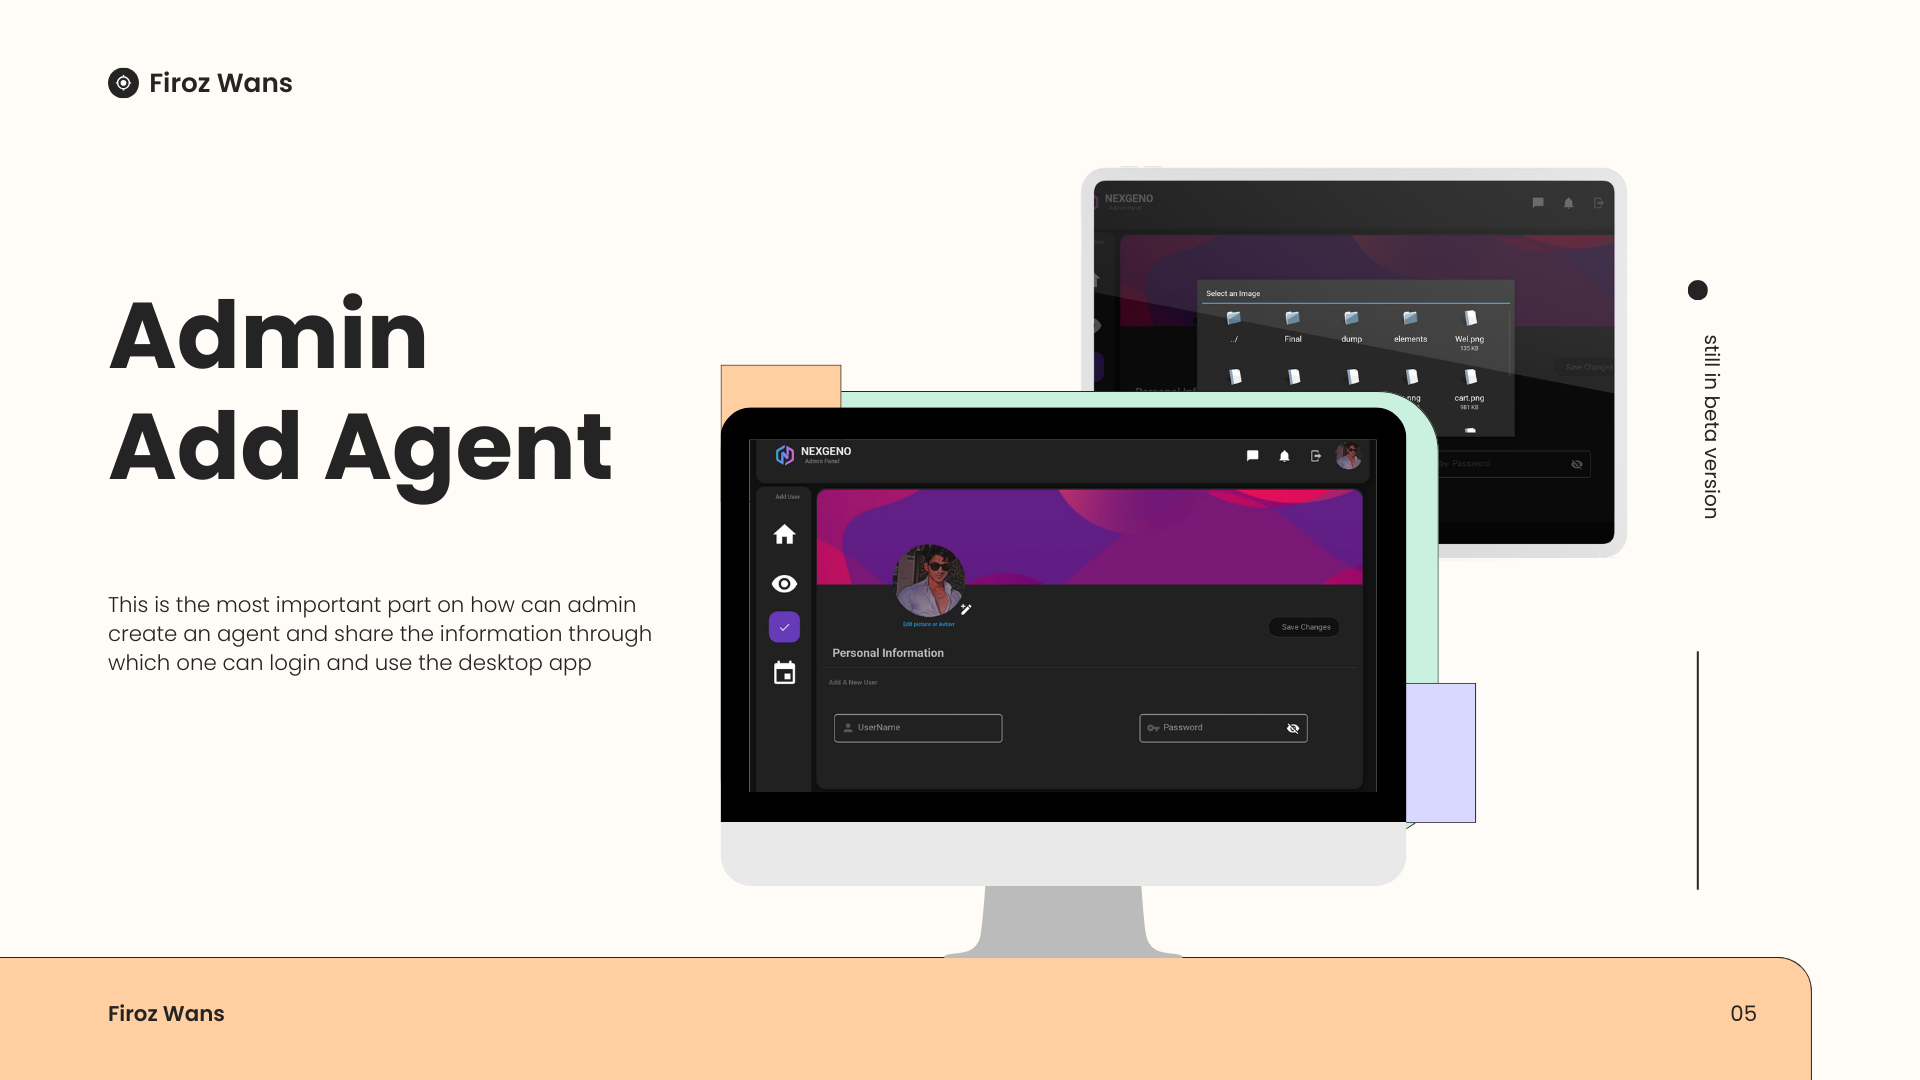 Firoz Wans
Admin
Add Agent
This is the most important part on how can admin
create an agent and share the information through
which one can login and use the desktop app
NEXGENO
Admin Panel
Select an Image
../
Final
dump
elements
Wel.png
135 KB
cart.png
981 KB
Save Changes
Password
NEXGENO
Admin Panel
Add User
Edit picture or Avtavr
Save Changes
Personal Information
Add A New User
UserName
Password
still in beta version
Firoz Wans
05